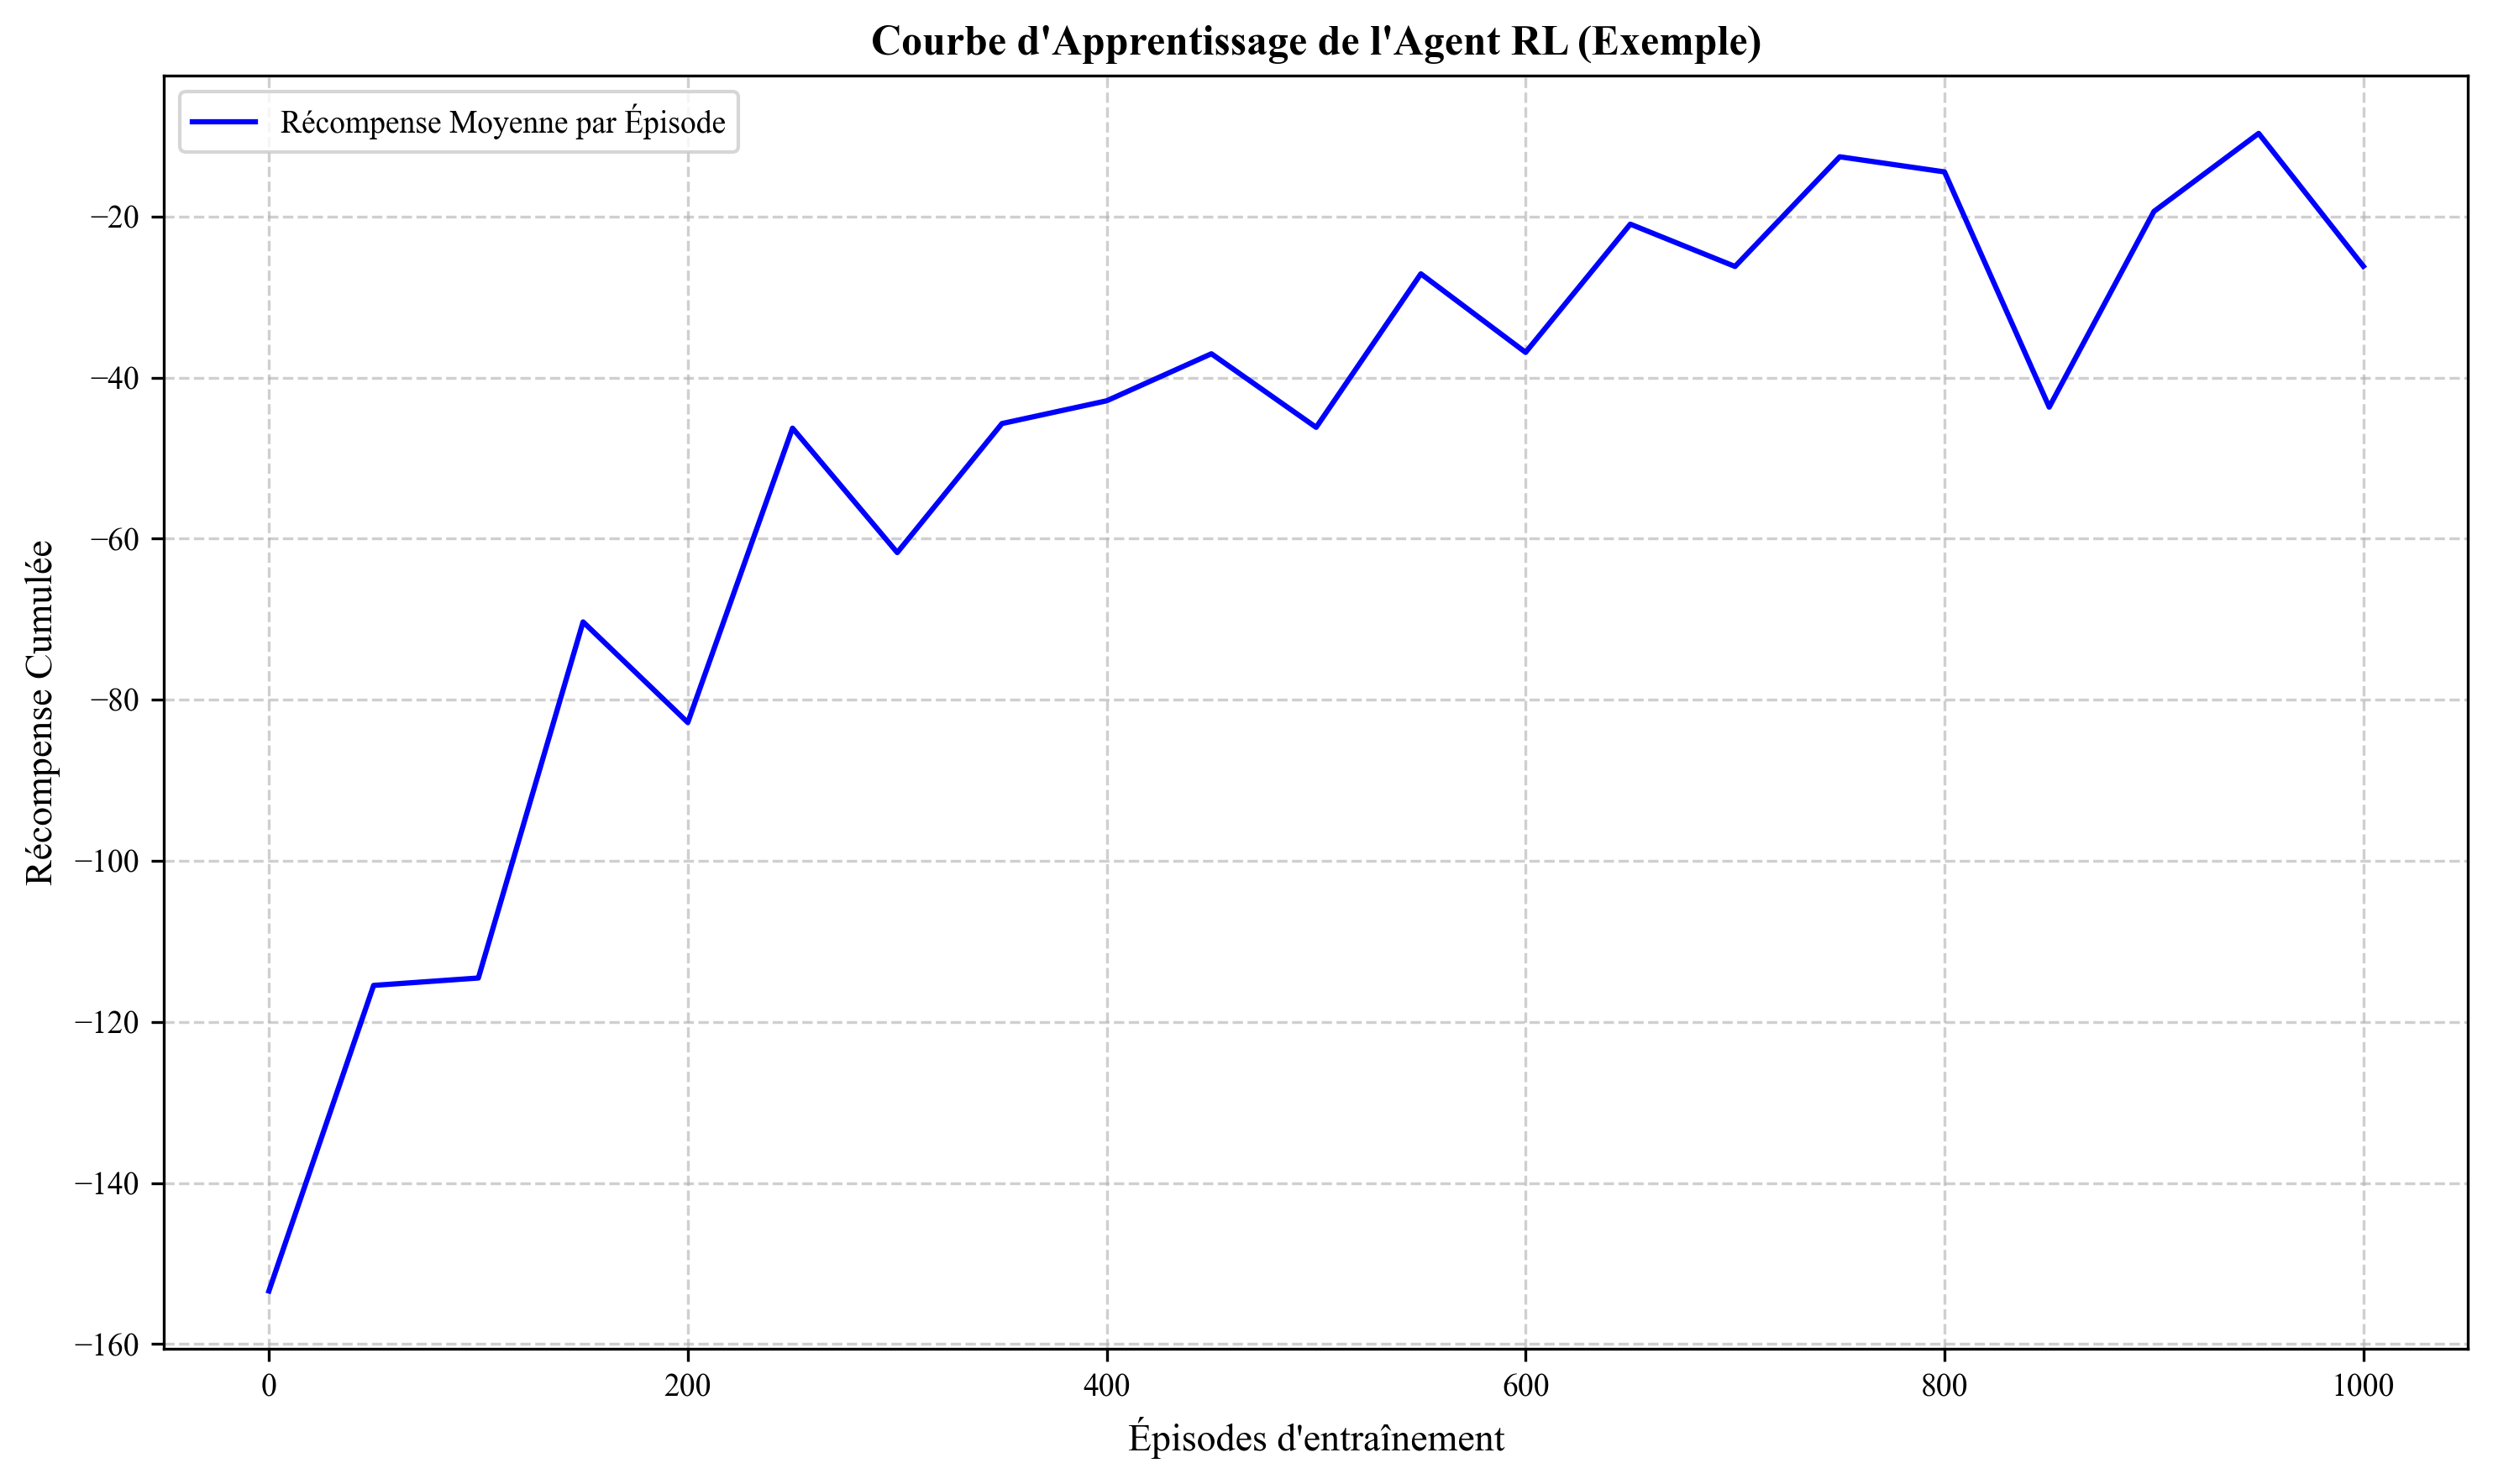 Courbe d'Apprentissage de l'Agent RL (Exemple)
Récompense Moyenne par Épisode
Récompense Cumulée
−20
−40
−60
−80
−100
−120
−140
−160
0 200 400 600 800 1000
Épisodes d'entraînement